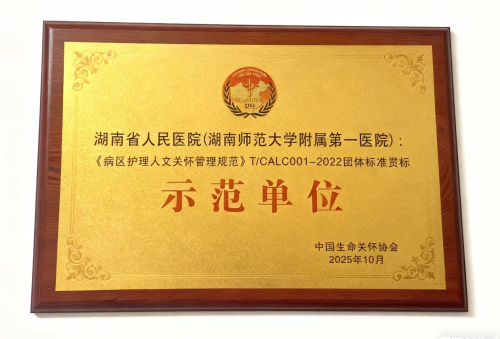 湖南省人民医院(湖南师范大学附属第一医院)：
《病区护理人文关怀管理规范》T/CALC001-2022团体标准贯标
示范单位
中国生命关怀协会
2025年10月